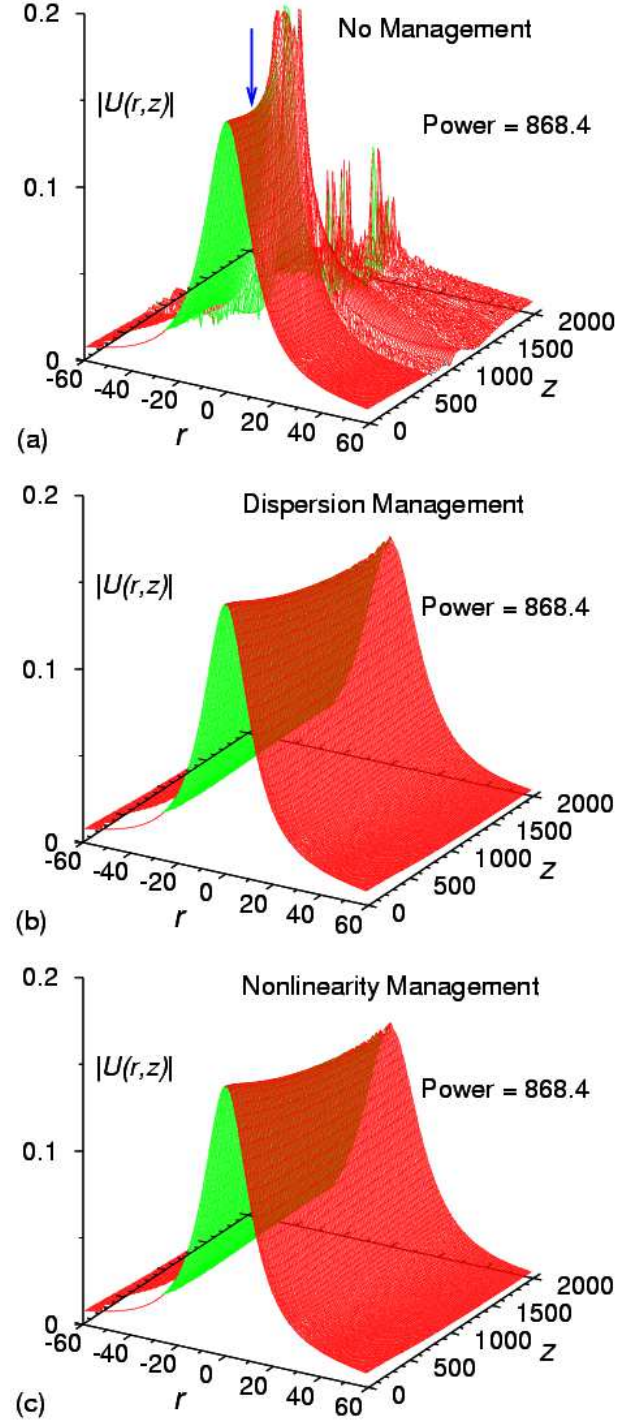 0.2
No Management
|U(r,z)|
Power = 868.4
0.1
0
-60
-40
-20
0
20
40
60
r
0
500
1000
1500
2000
z
(a)
0.2
Dispersion Management
|U(r,z)|
Power = 868.4
0.1
0
-60
-40
-20
0
20
40
60
r
0
500
1000
1500
2000
z
(b)
0.2
Nonlinearity Management
|U(r,z)|
Power = 868.4
0.1
0
-60
-40
-20
0
20
40
60
r
0
500
1000
1500
2000
z
(c)